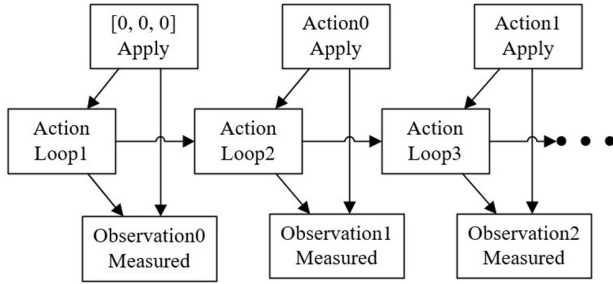 [0, 0, 0]
Apply
Action0
Apply
Action1
Apply
Action
Loop1
Action
Loop2
Action
Loop3
Observation0
Measured
Observation1
Measured
Observation2
Measured